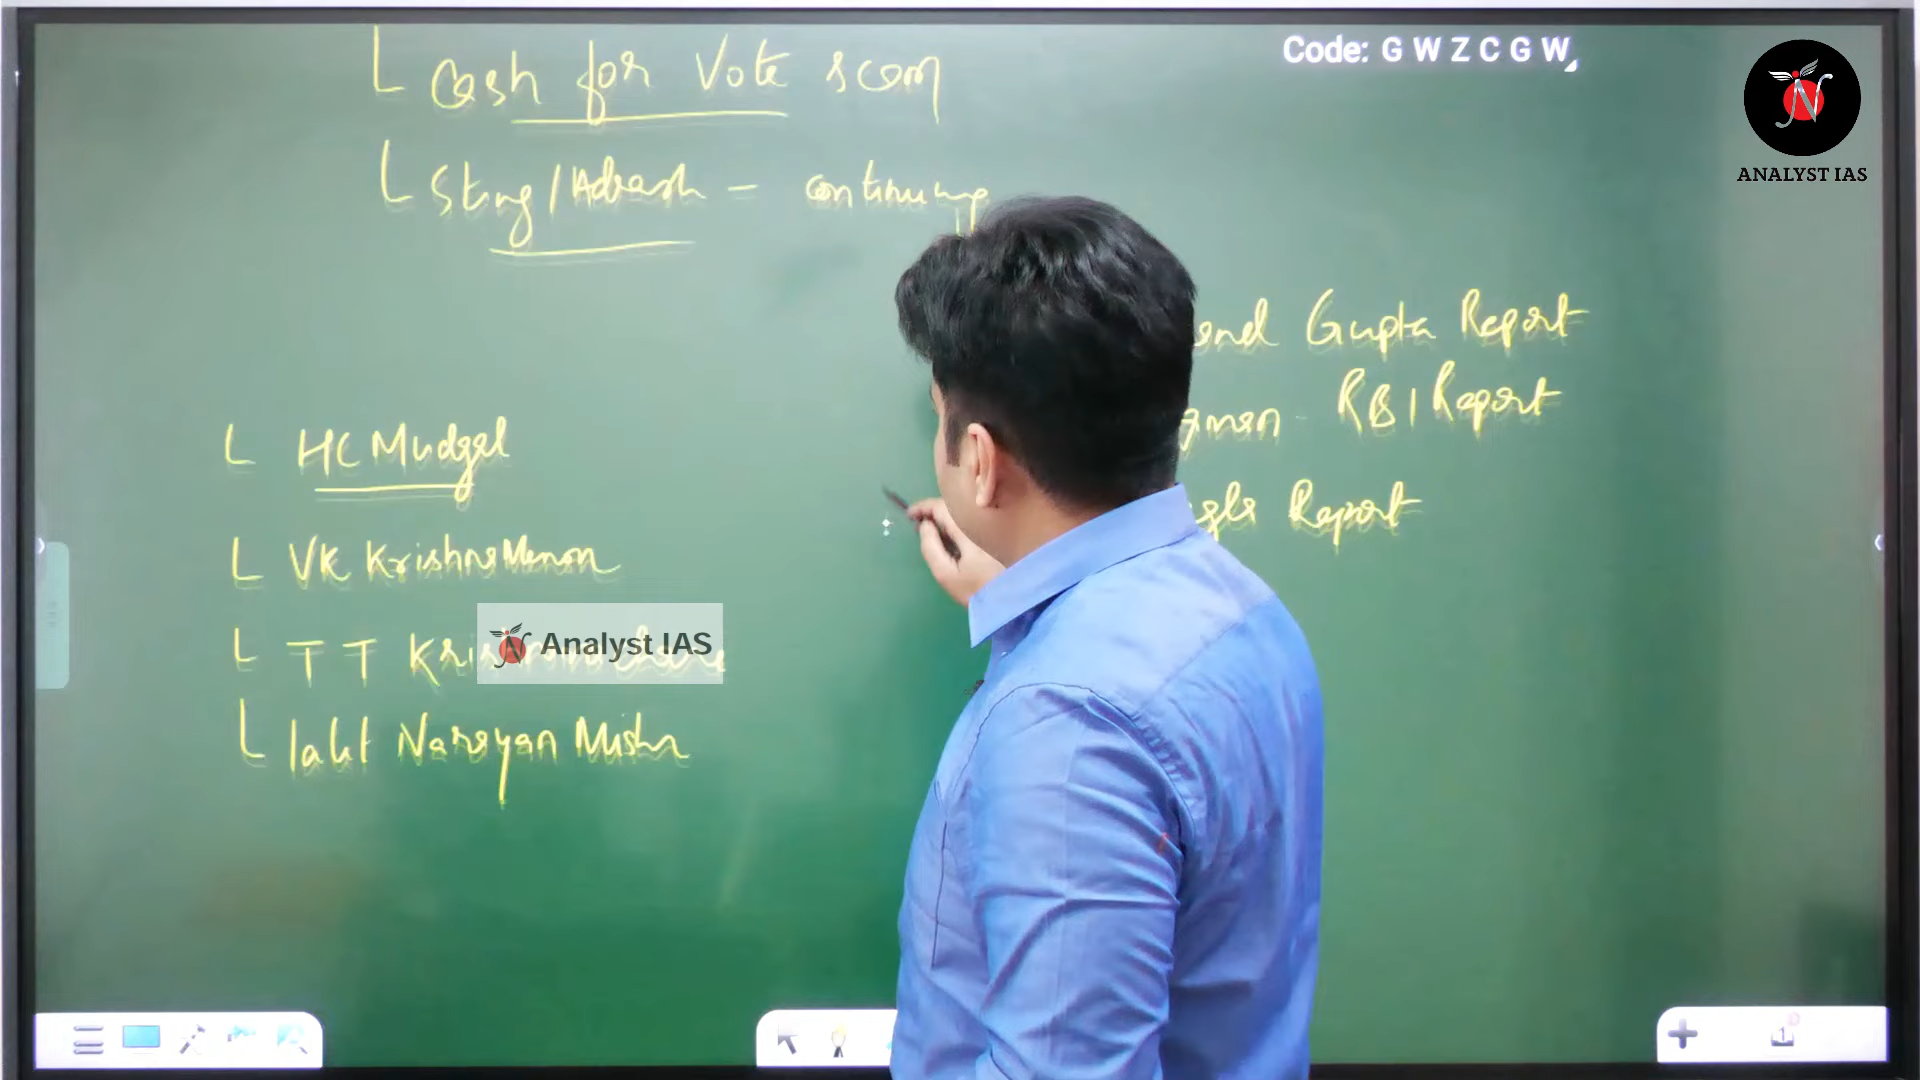 Code: G W Z C G W
ANALYST IAS
Cash for Vote scam
Sting / Adarsh - continuing
Gupta Report
RBI Report
Report
HC Mudgal
VK Krishna Menon
Analyst IAS
T T
Lalit Narayan Mishra
1